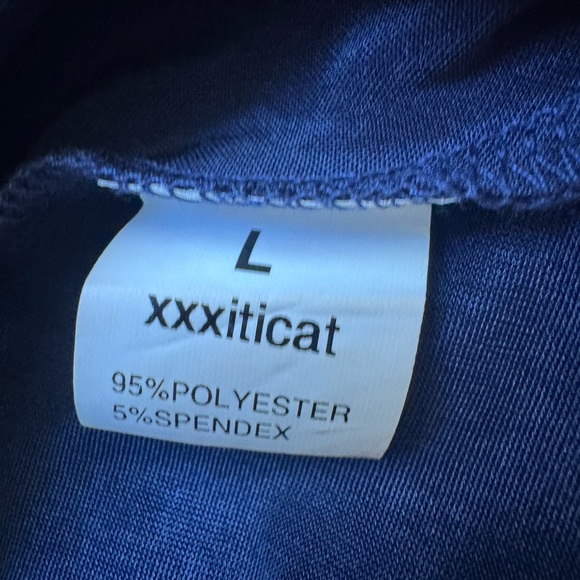 L
xxxiticat
95%POLYESTER
5%SPENDEX